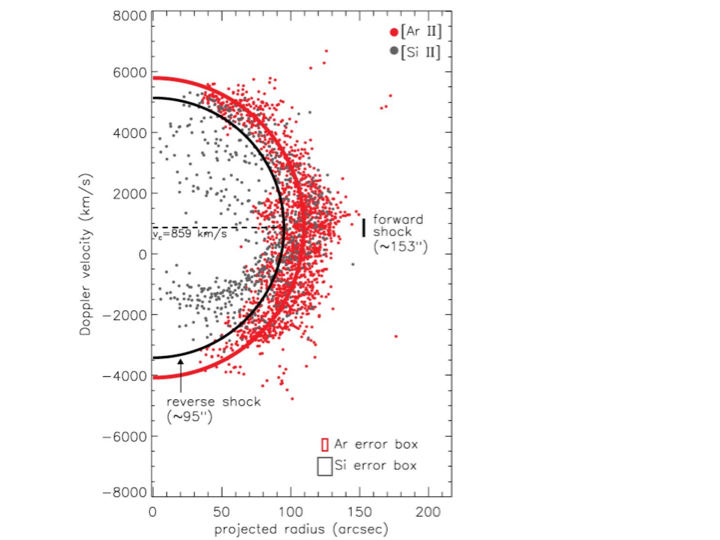 8000
[Ar II]
[Si II]
6000
4000
2000
v_c=859 km/s
forward
shock
(~153")
0
Doppler velocity (km/s)
−2000
−4000
reverse shock
(~95")
−6000
Ar error box
Si error box
−8000
0 50 100 150 200
projected radius (arcsec)